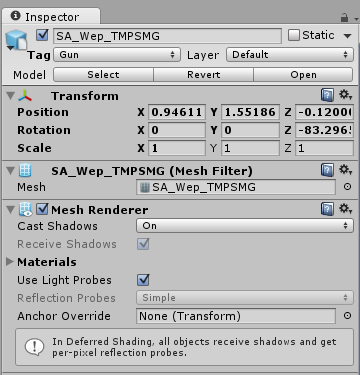 Inspector
SA_Wep_TMPSMG Static
Tag Gun Layer Default
Model Select Revert Open
Transform
Position X 0.94611 Y 1.55186 Z -0.1200
Rotation X 0 Y 0 Z -83.296
Scale X 1 Y 1 Z 1
SA_Wep_TMPSMG (Mesh Filter)
Mesh SA_Wep_TMPSMG
Mesh Renderer
Cast Shadows On
Receive Shadows
Materials
Use Light Probes
Reflection Probes Simple
Anchor Override None (Transform)
In Deferred Shading, all objects receive shadows and get
per-pixel reflection probes.